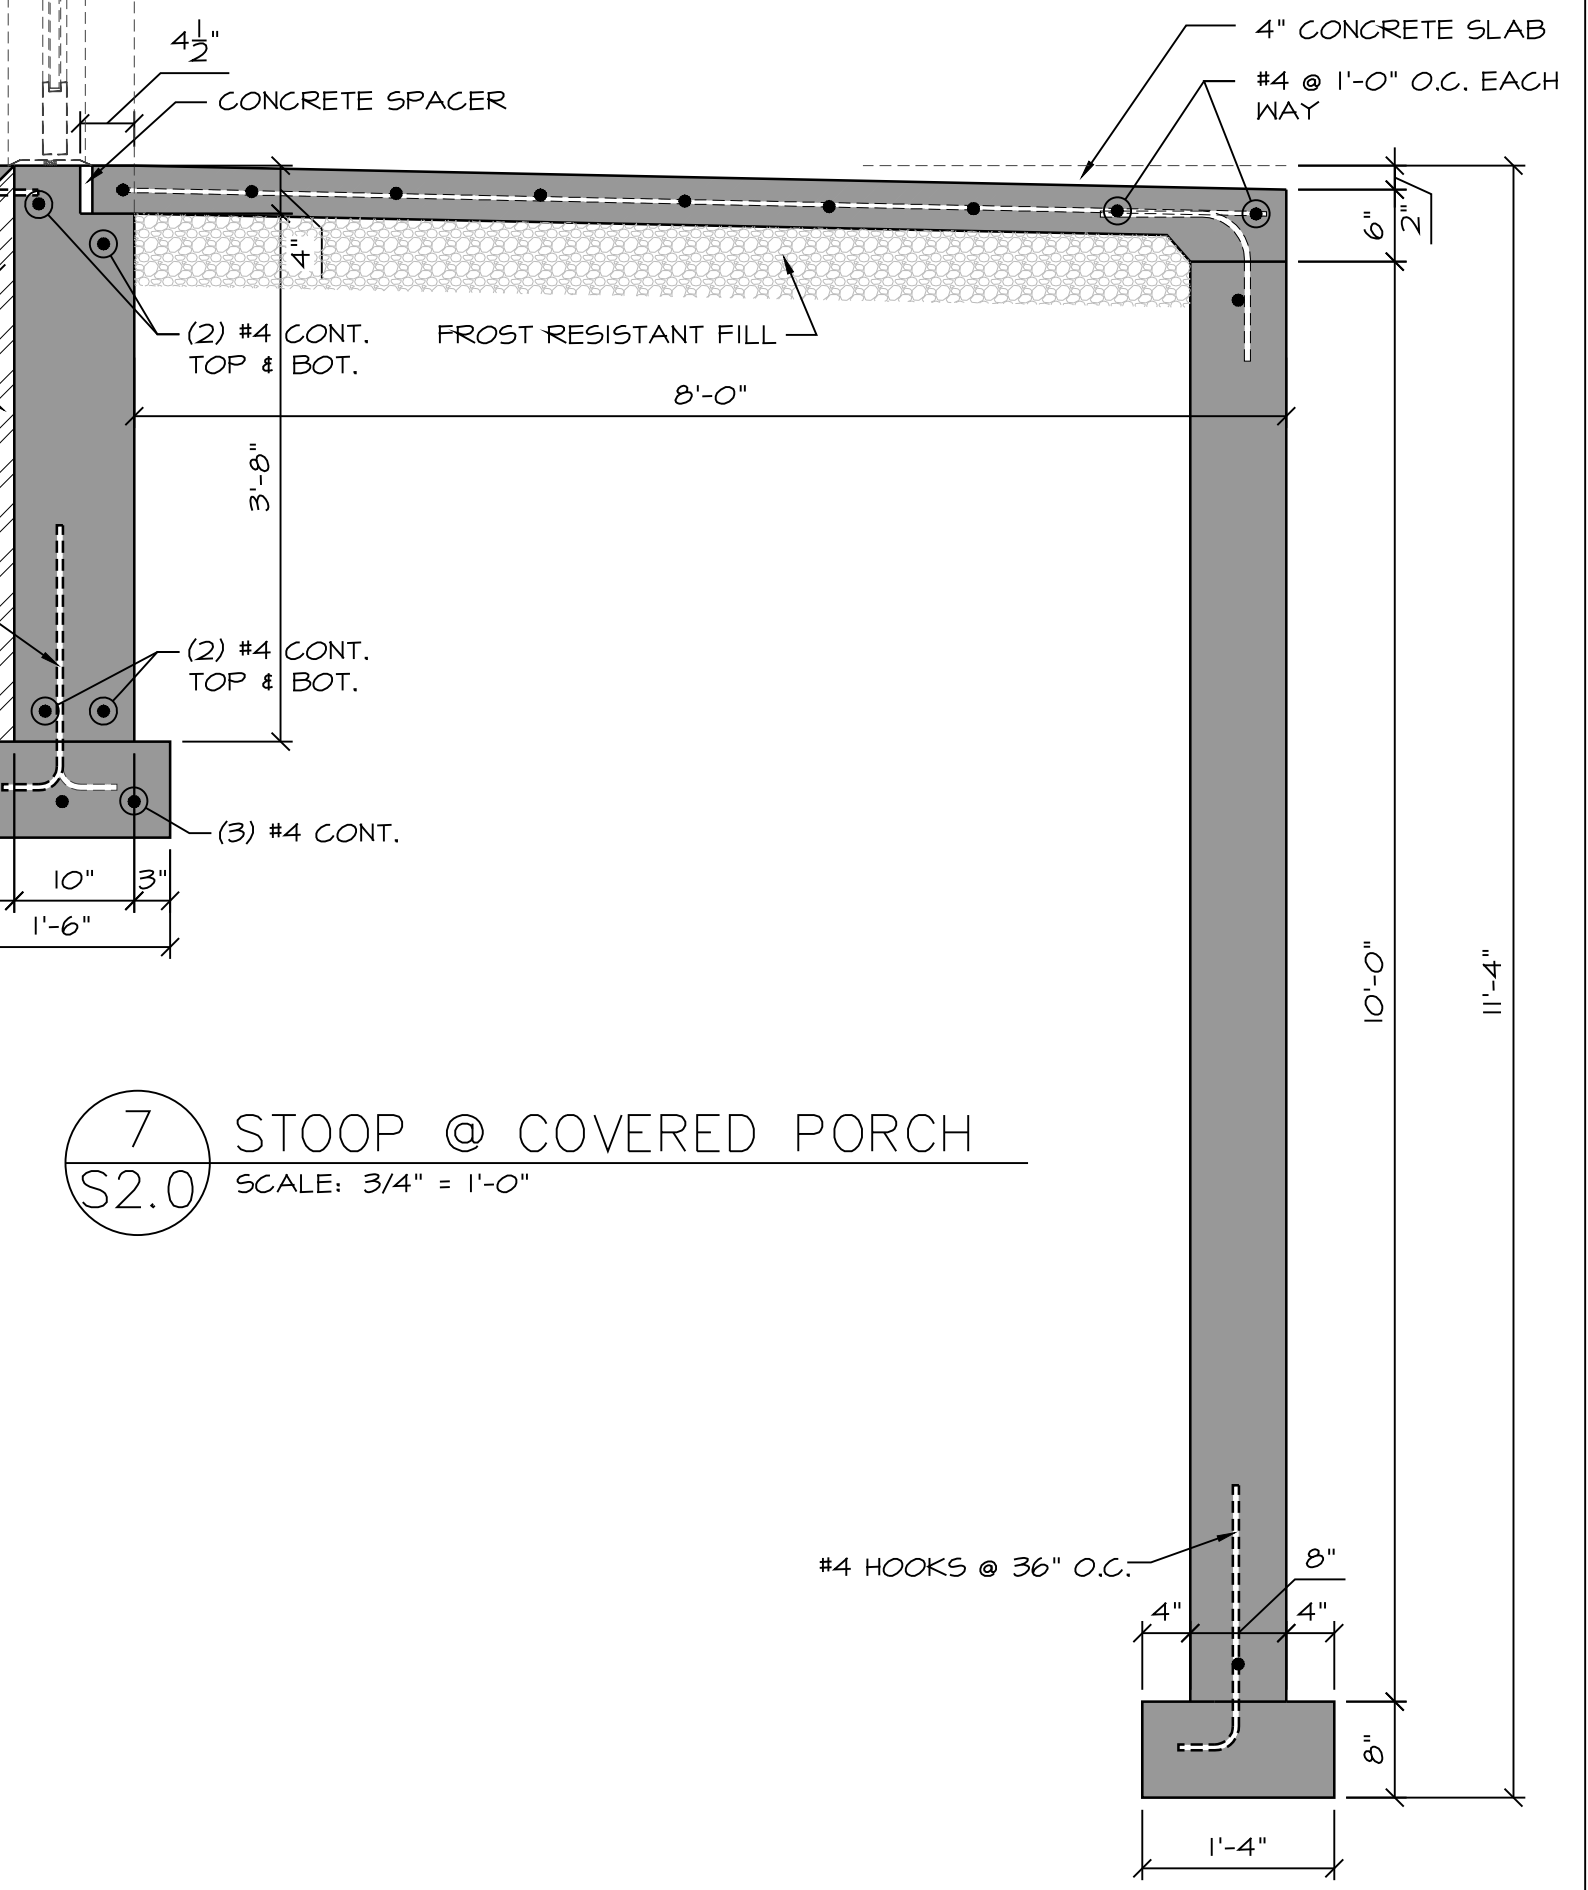 4½"
CONCRETE SPACER
4" CONCRETE SLAB
#4 @ 1'-0" O.C. EACH
WAY
6"
2"
4"
(2) #4 CONT.
TOP & BOT.
FROST RESISTANT FILL
8'-0"
3'-8"
(2) #4 CONT.
TOP & BOT.
(3) #4 CONT.
10"
3"
1'-6"
10'-0"
11'-4"
7
S2.0
STOOP @ COVERED PORCH
SCALE: 3/4" = 1'-0"
#4 HOOKS @ 36" O.C.
8"
4"
4"
8"
1'-4"